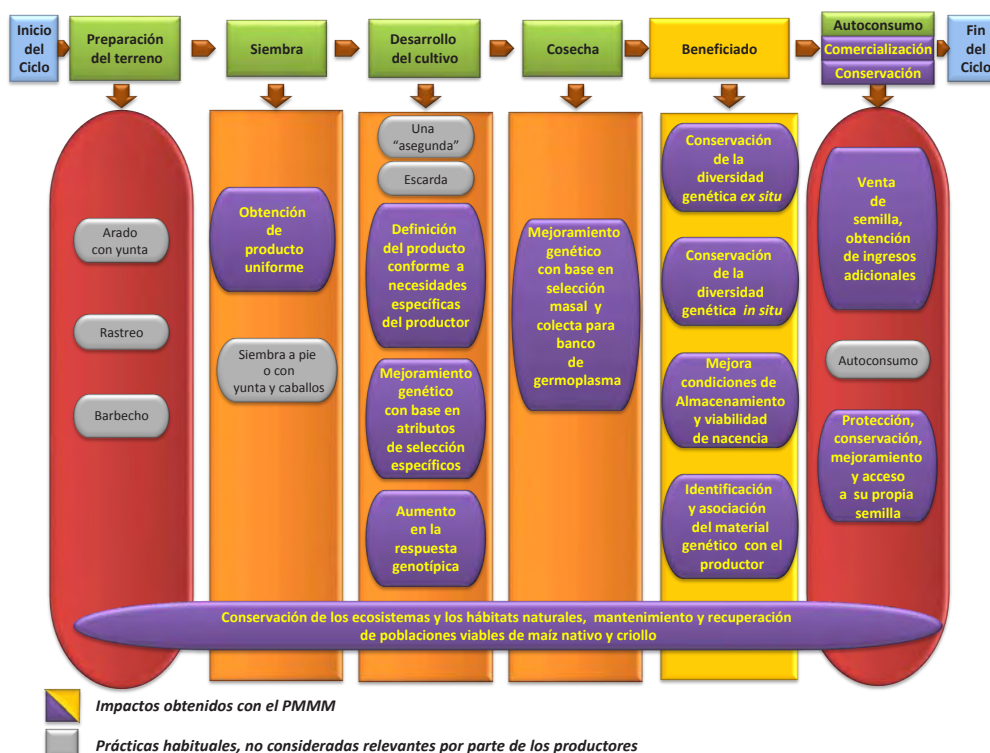 Inicio
del
Ciclo
Preparación
del terreno
Siembra
Desarrollo
del cultivo
Cosecha
Beneficiado
Autoconsumo
Comercialización
Conservación
Fin
del
Ciclo
Arado
con yunta
Rastreo
Barbecho
Obtención
de
producto
uniforme
Siembra a pie
o con
yunta y caballos
Una
“asegunda”
Escarda
Definición
del producto
conforme a
necesidades
específicas
del productor
Mejoramiento
genético
con base en
atributos
de selección
específicos
Aumento
en la
respuesta
genotípica
Mejoramiento
genético
con base en
selección
masal y
colecta para
banco
de
germoplasma
Conservación
de la
diversidad
genética ex situ
Conservación
de la
diversidad
genética in situ
Mejora
condiciones de
Almacenamiento
y viabilidad
de nacencia
Identificación
y asociación
del material
genético con el
productor
Venta
de
semilla,
obtención
de ingresos
adicionales
Autoconsumo
Protección,
conservación,
mejoramiento
y acceso
a su propia
semilla
Conservación de los ecosistemas y los hábitats naturales, mantenimiento y recuperación
de poblaciones viables de maíz nativo y criollo
Impactos obtenidos con el PMMM
Prácticas habituales, no consideradas relevantes por parte de los productores